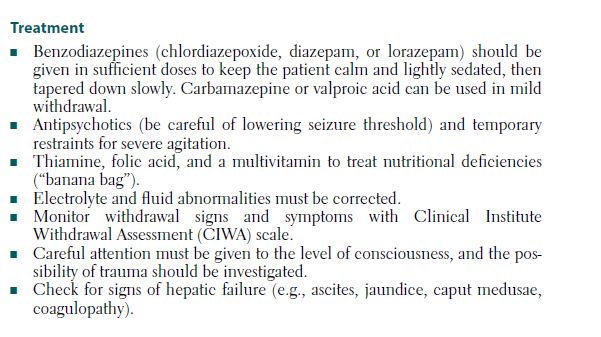 Treatment
■ Benzodiazepines (chlordiazepoxide, diazepam, or lorazepam) should be
given in sufficient doses to keep the patient calm and lightly sedated, then
tapered down slowly. Carbamazepine or valproic acid can be used in mild
withdrawal.
■ Antipsychotics (be careful of lowering seizure threshold) and temporary
restraints for severe agitation.
■ Thiamine, folic acid, and a multivitamin to treat nutritional deficiencies
(“banana bag”).
■ Electrolyte and fluid abnormalities must be corrected.
■ Monitor withdrawal signs and symptoms with Clinical Institute
Withdrawal Assessment (CIWA) scale.
■ Careful attention must be given to the level of consciousness, and the pos-
sibility of trauma should be investigated.
■ Check for signs of hepatic failure (e.g., ascites, jaundice, caput medusae,
coagulopathy).